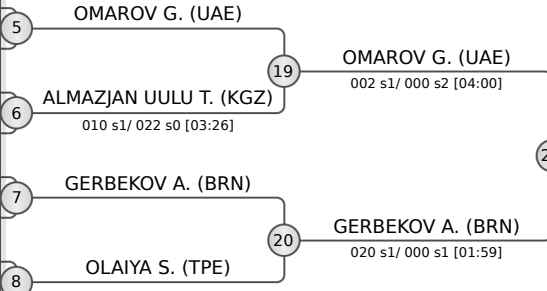 OMAROV G. (UAE)
5
19
OMAROV G. (UAE)
002 s1/ 000 s2 [04:00]
ALMAZJAN UULU T. (KGZ)
6
010 s1/ 022 s0 [03:26]
GERBEKOV A. (BRN)
7
20
GERBEKOV A. (BRN)
020 s1/ 000 s1 [01:59]
OLAIYA S. (TPE)
8